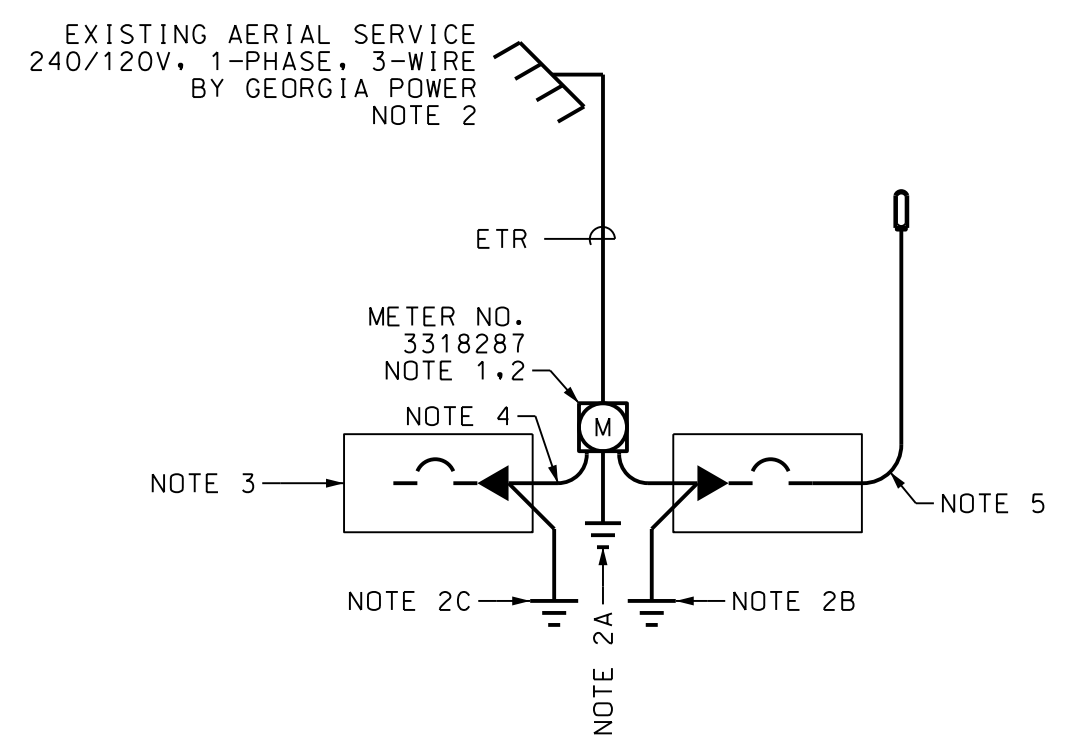 EXISTING AERIAL SERVICE
240/120V, 1-PHASE, 3-WIRE
BY GEORGIA POWER
NOTE 2
ETR
METER NO.
3318287
NOTE 1,2
NOTE 4
M
NOTE 3
NOTE 5
NOTE 2C
NOTE 2A
NOTE 2B